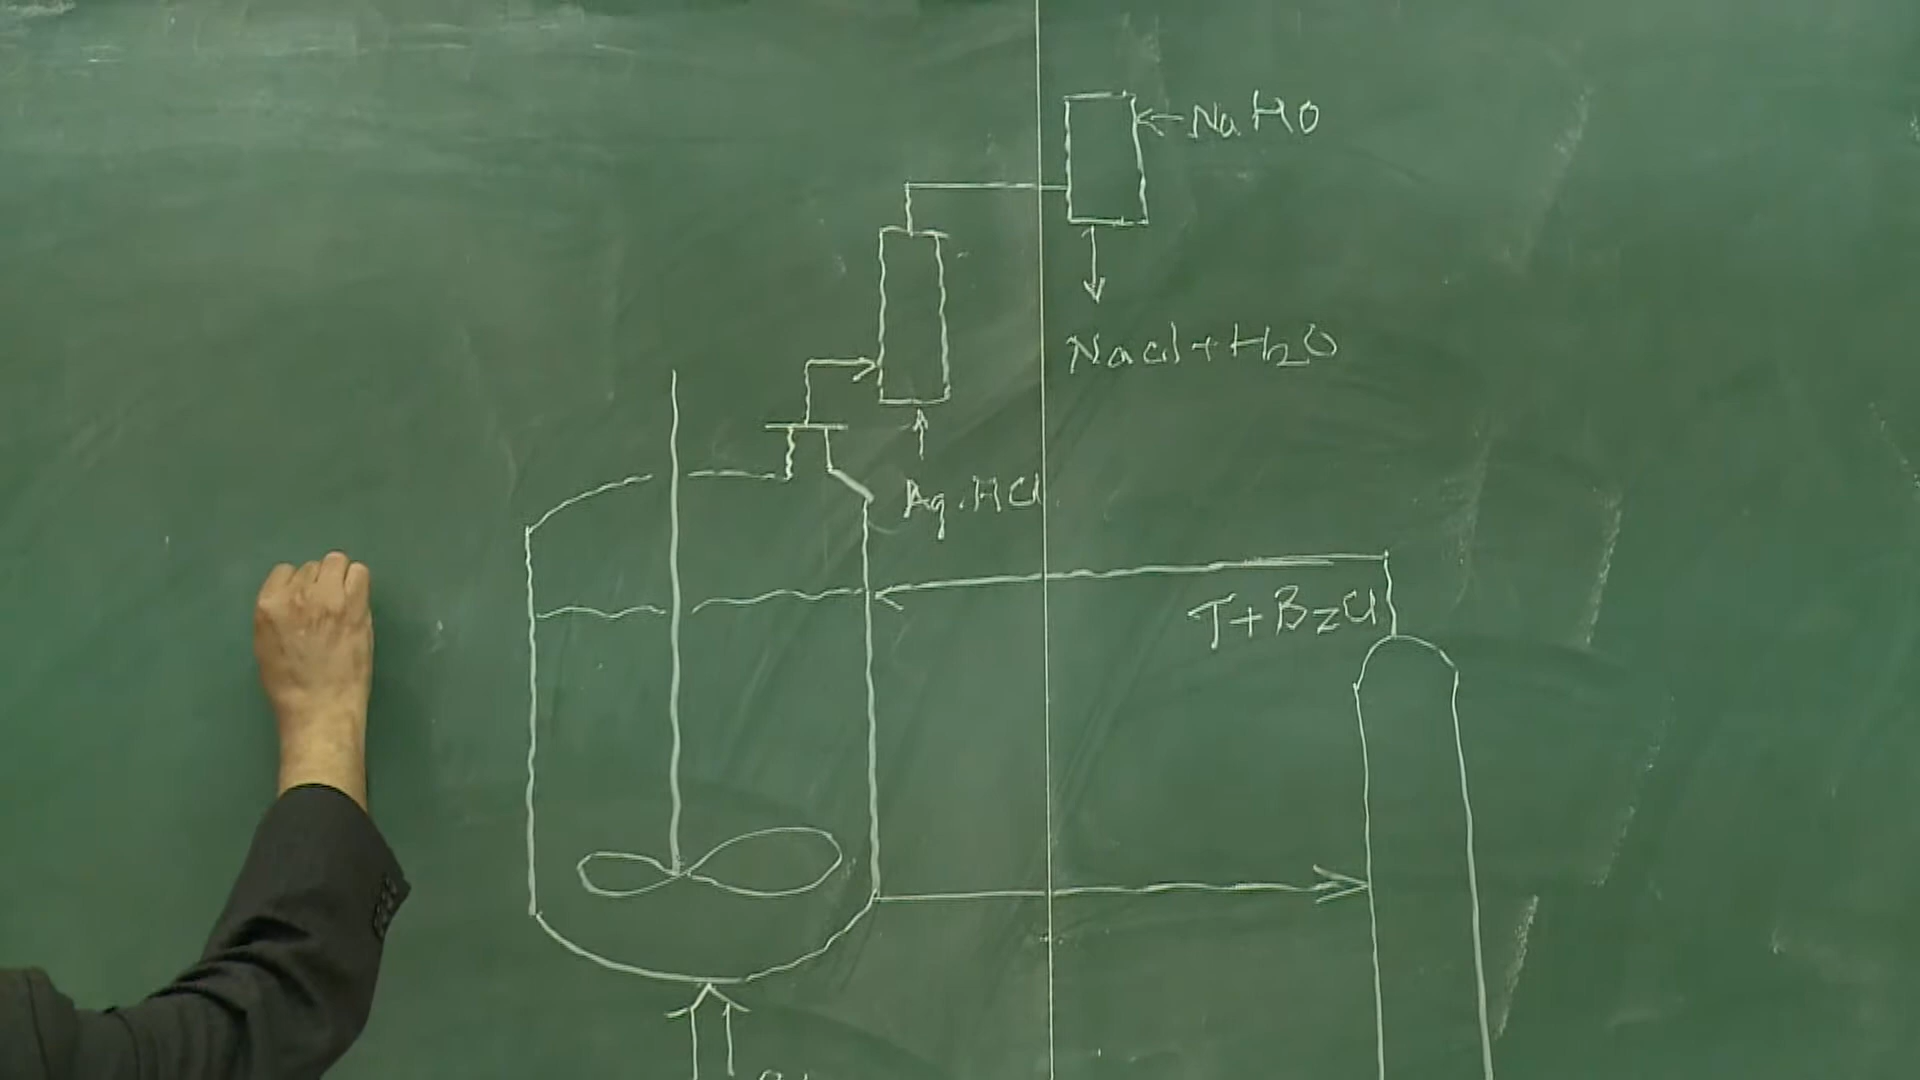 NaHO
NaCl + H2O
Aq. HCl
T + BzCl